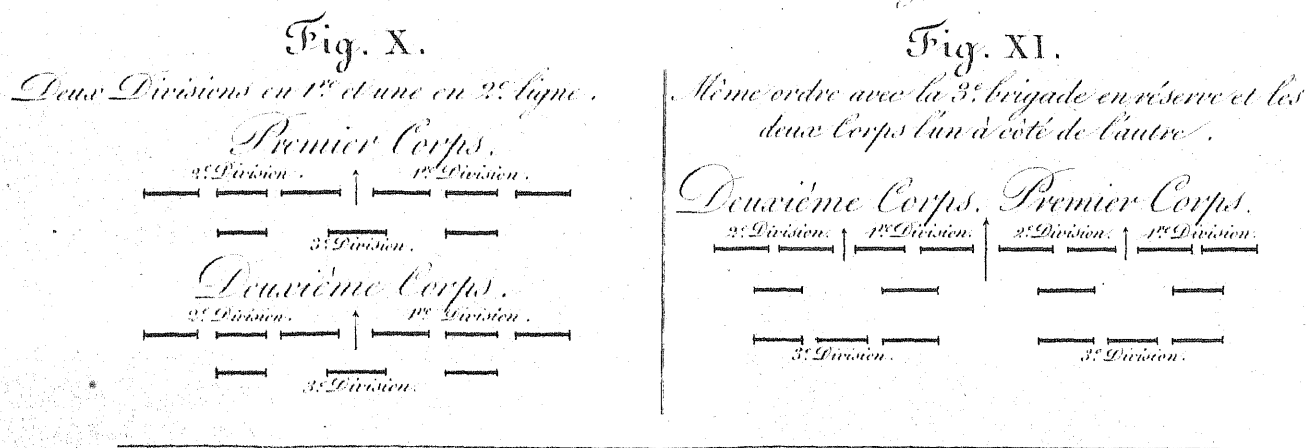 Fig. X.
Deux Divisions en 1re et une en 2e ligne.
Premier Corps.
2e Division. 1re Division.
3e Division.
Deuxiéme Corps.
2e Division. 1re Division.
3e Division.
Fig. XI.
Même ordre avec la 3e brigade en réserve et les
deux Corps l'un à côté de l'autre.
Deuxiéme Corps. Premier Corps.
2e Division. 1re Division. 2e Division. 1re Division.
3e Division. 3e Division.